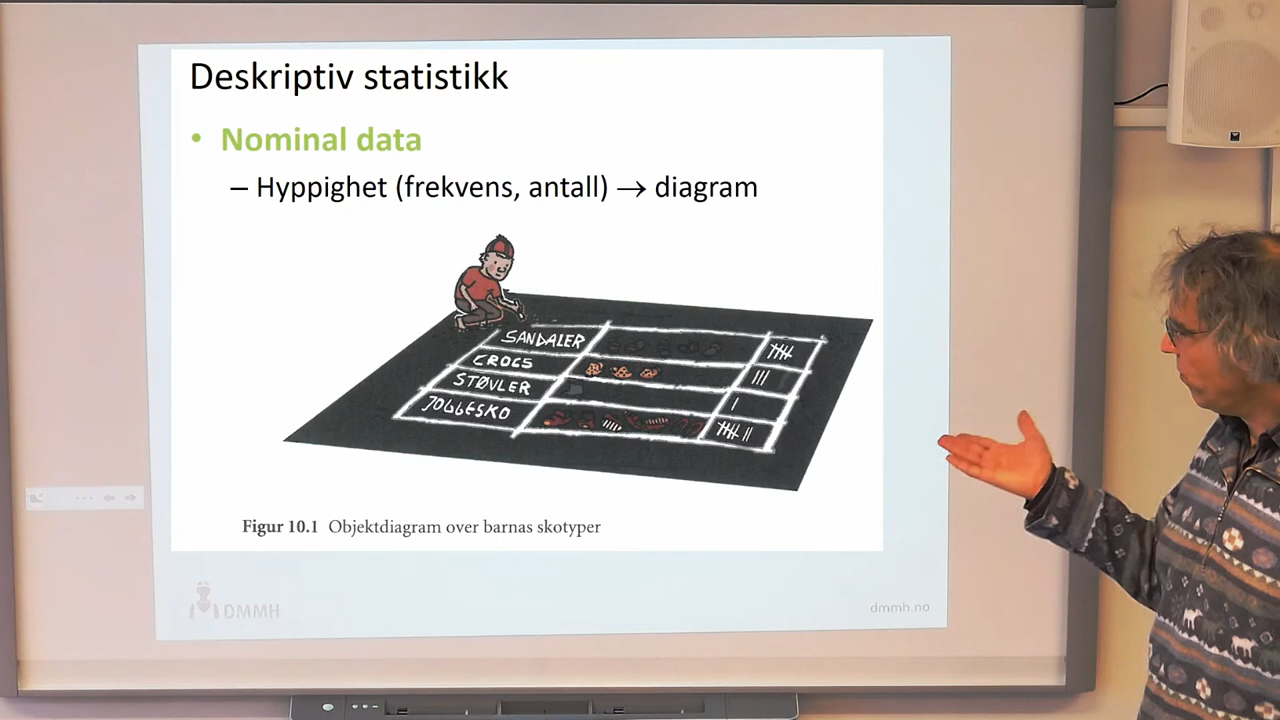 Deskriptiv statistikk
• Nominal data
– Hyppighet (frekvens, antall) → diagram
SANDALER
CROCS
STØVLER
JOGGESKO
Figur 10.1 Objektdiagram over barnas skotyper
DMMH
dmmh.no